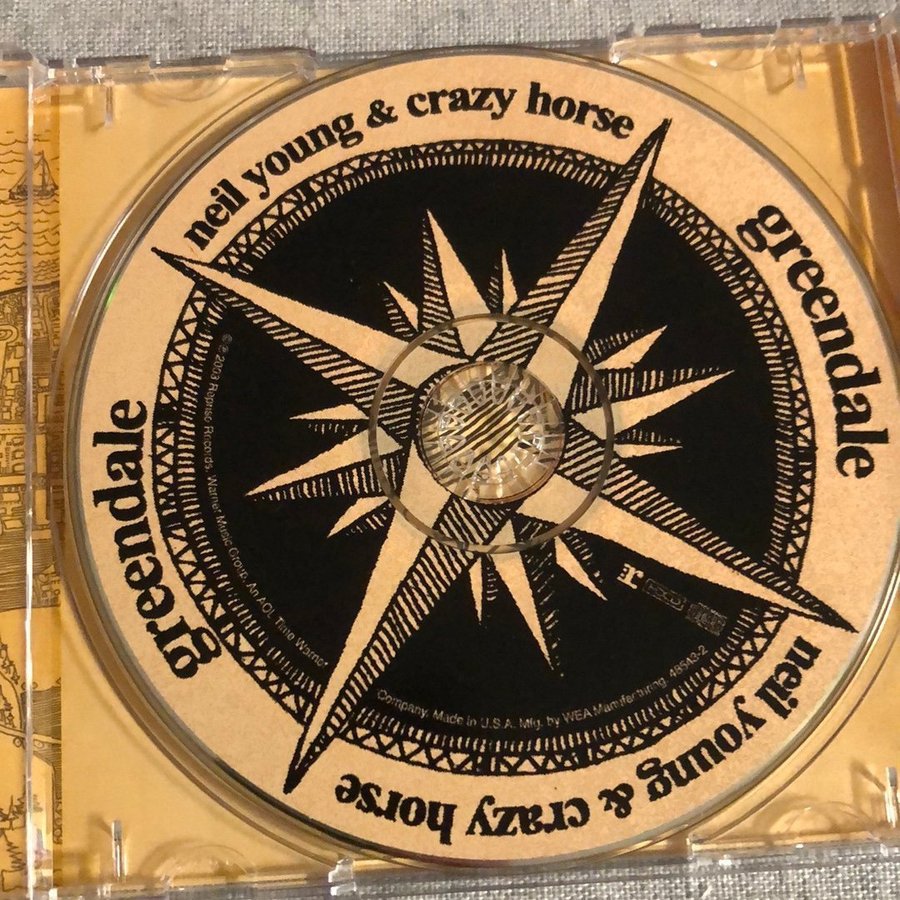 neil young & crazy horse
greendale
neil young & crazy horse
greendale
℗© 2003 Reprise Records. Warner Music Group. An AOL Time Warner
Company. Made in U.S.A. Mfg. by WEA Manufacturing. 48543-2
r
HDCD